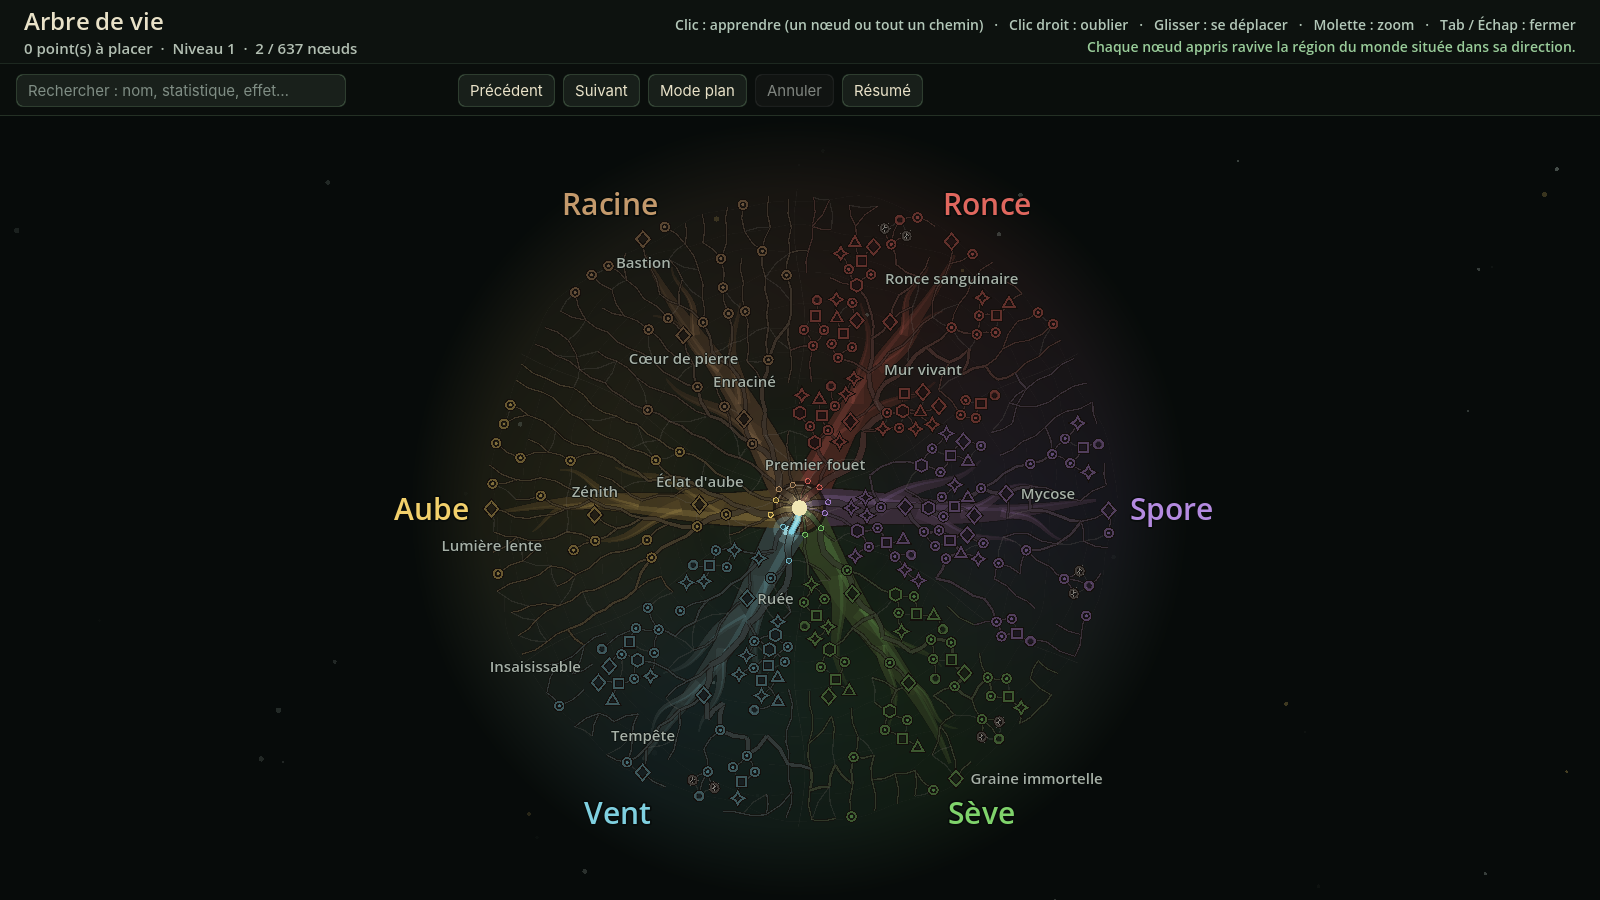 Arbre de vie
0 point(s) à placer · Niveau 1 · 2 / 637 nœuds
Clic : apprendre (un nœud ou tout un chemin) · Clic droit : oublier · Glisser : se déplacer · Molette : zoom · Tab / Échap : fermer
Chaque nœud appris ravive la région du monde située dans sa direction.
Rechercher : nom, statistique, effet...
Précédent
Suivant
Mode plan
Annuler
Résumé
Racine
Ronce
Bastion
Ronce sanguinaire
Cœur de pierre
Mur vivant
Enraciné
Premier fouet
Éclat d'aube
Zénith
Mycose
Aube
Spore
Lumière lente
Ruée
Insaisissable
Tempête
Graine immortelle
Vent
Sève